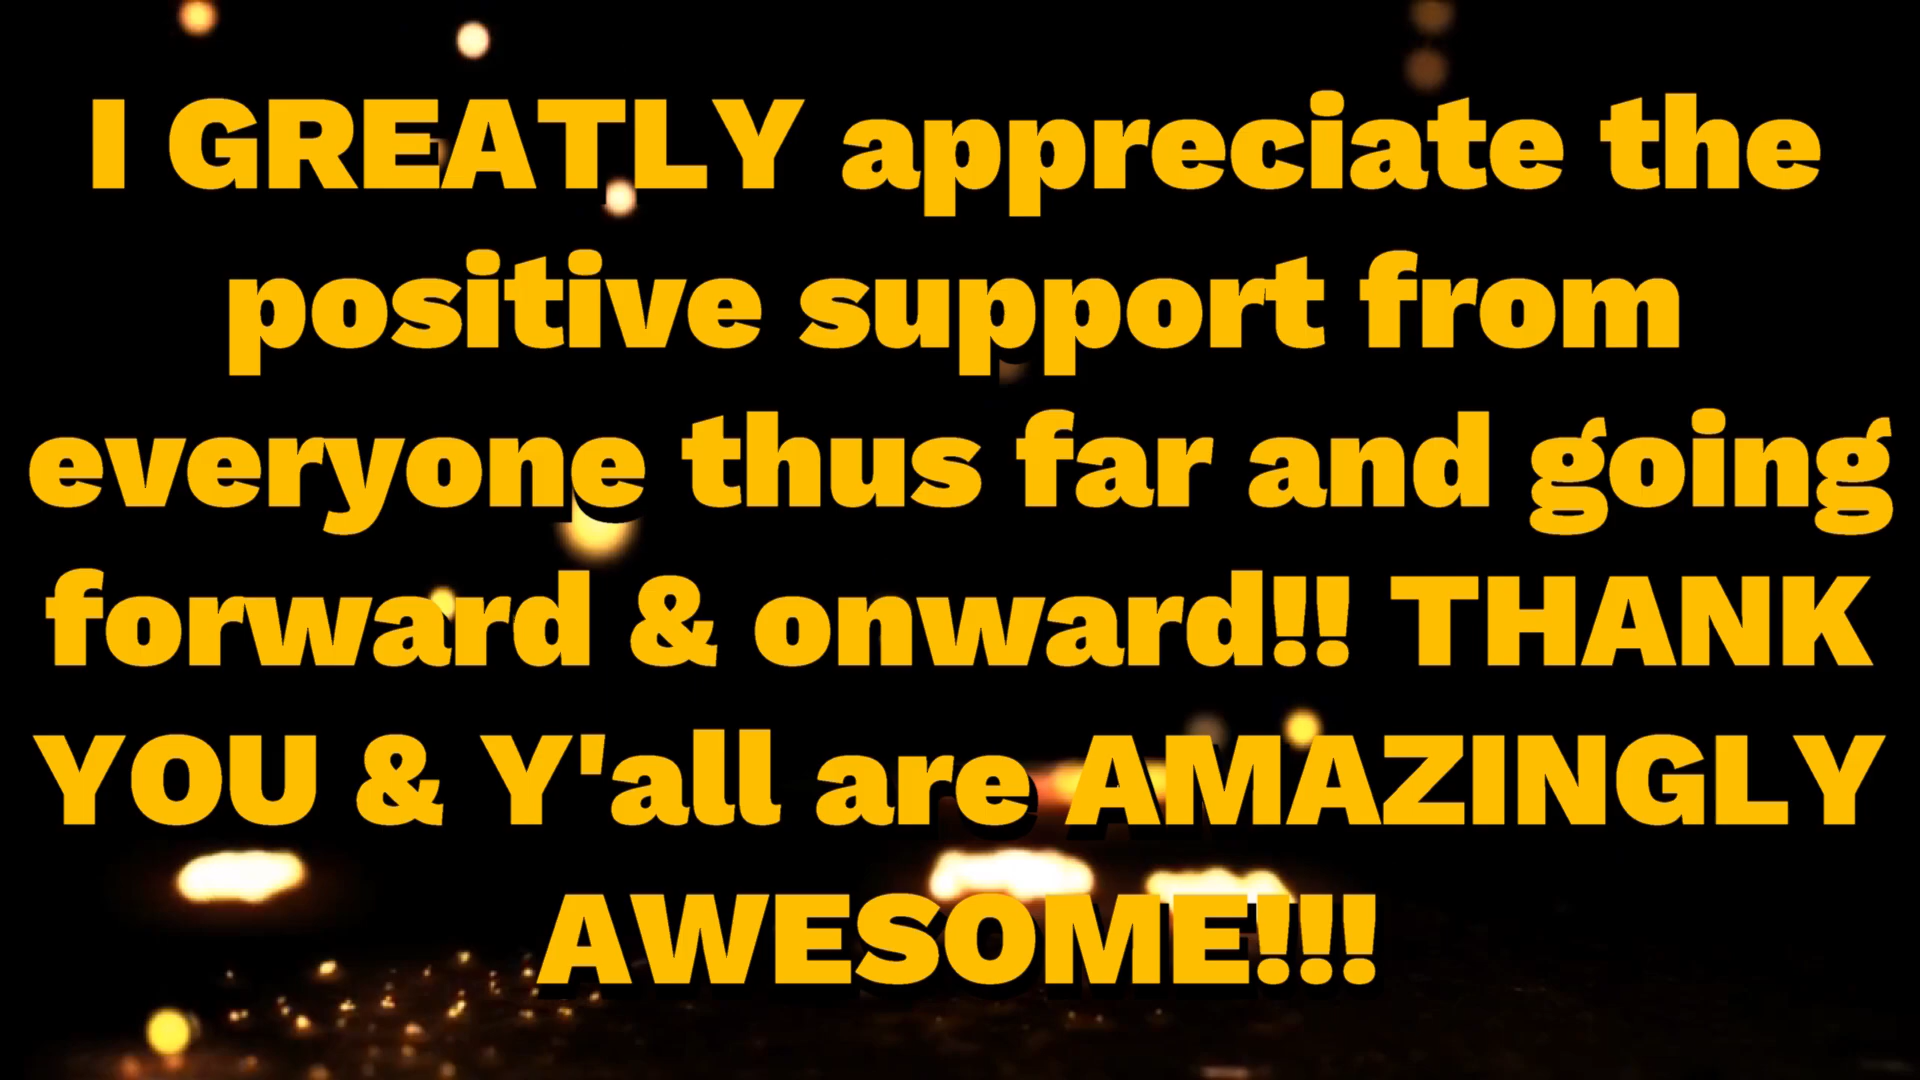 I GREATLY appreciate the
positive support from
everyone thus far and going
forward & onward!! THANK
YOU & Y'all are AMAZINGLY
AWESOME!!!